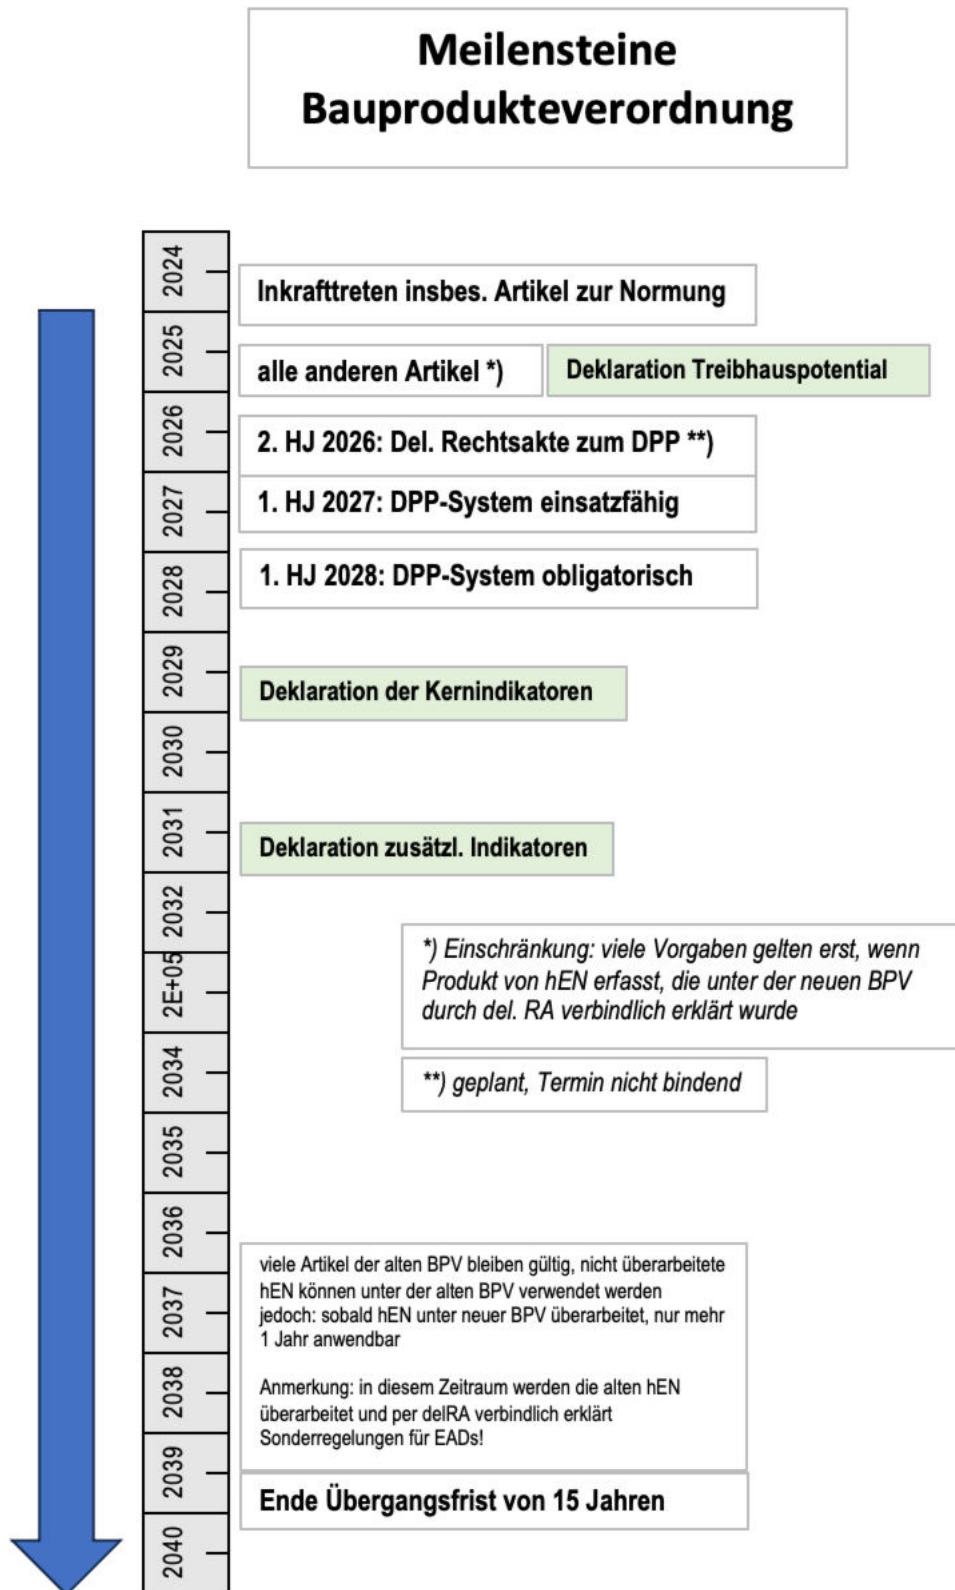 Meilensteine
Bauprodukteverordnung
2024
Inkrafttreten insbes. Artikel zur Normung
2025
alle anderen Artikel *)
Deklaration Treibhauspotential
2026
2. HJ 2026: Del. Rechtsakte zum DPP **)
2027
1. HJ 2027: DPP-System einsatzfähig
2028
1. HJ 2028: DPP-System obligatorisch
2029
Deklaration der Kernindikatoren
2030
2031
Deklaration zusätzl. Indikatoren
2032
2E+05
*) Einschränkung: viele Vorgaben gelten erst, wenn
Produkt von hEN erfasst, die unter der neuen BPV
durch del. RA verbindlich erklärt wurde
2034
**) geplant, Termin nicht bindend
2035
2036
2037
viele Artikel der alten BPV bleiben gültig, nicht überarbeitete
hEN können unter der alten BPV verwendet werden
jedoch: sobald hEN unter neuer BPV überarbeitet, nur mehr
1 Jahr anwendbar
2038
Anmerkung: in diesem Zeitraum werden die alten hEN
überarbeitet und per delRA verbindlich erklärt
Sonderregelungen für EADs!
2039
Ende Übergangsfrist von 15 Jahren
2040